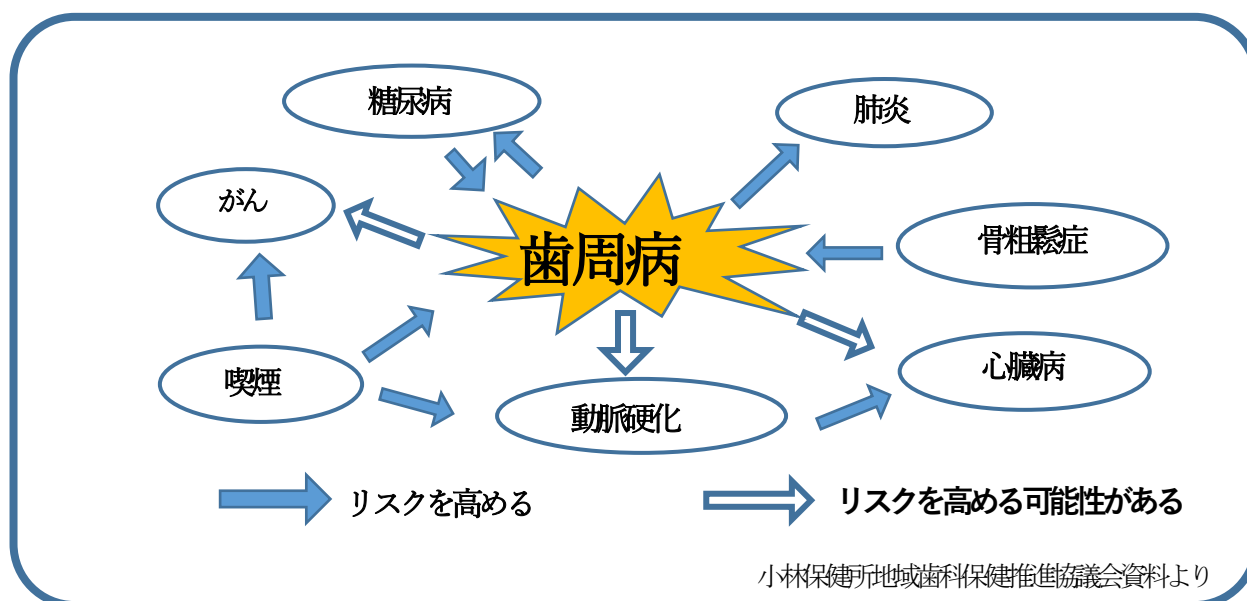 糖尿病
肺炎
がん
歯周病
骨粗鬆症
喫煙
動脈硬化
心臓病
リスクを高める
リスクを高める可能性がある
小林保健所地域歯科保健推進協議会資料より